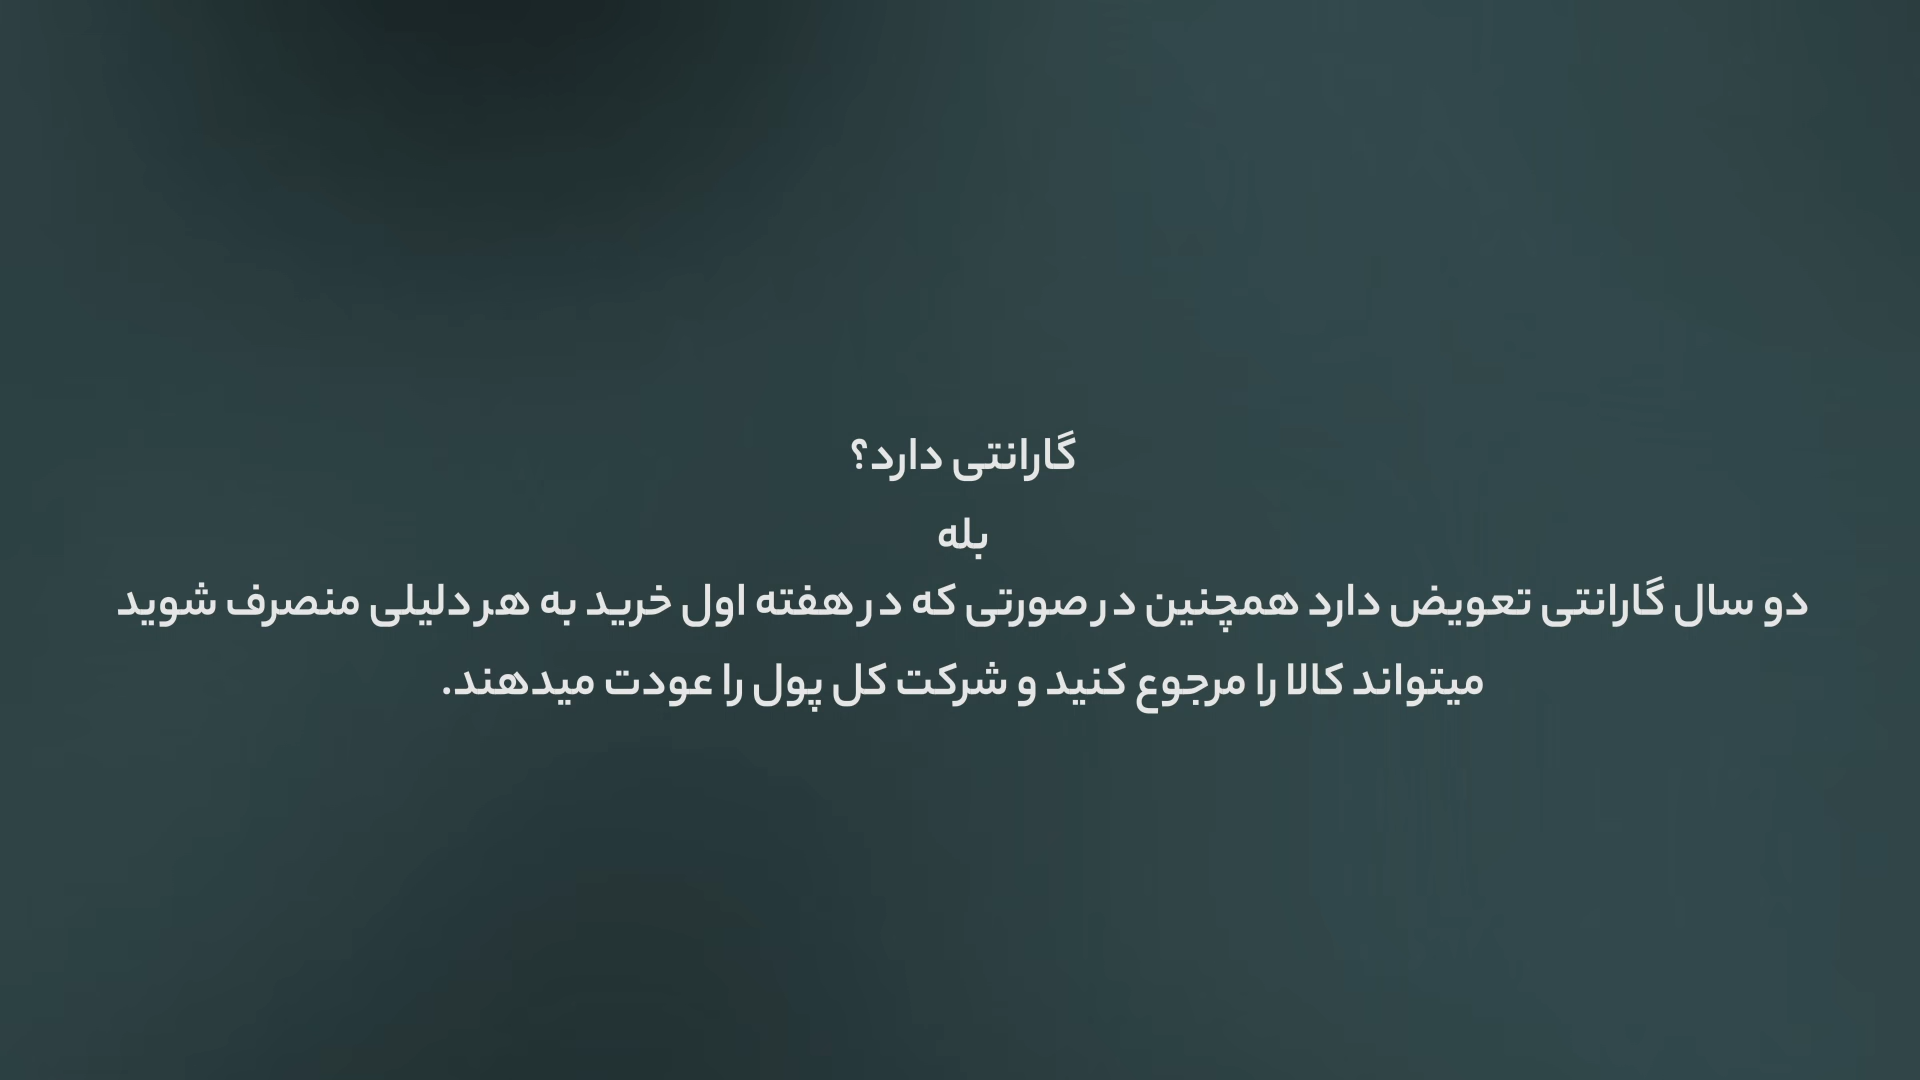 گارانتی دارد؟
بله
دو سال گارانتی تعویض دارد همچنین در صورتی که در هفته اول خرید به هر دلیلی منصرف شوید
میتواند کالا را مرجوع کنید و شرکت کل پول را عودت میدهند.